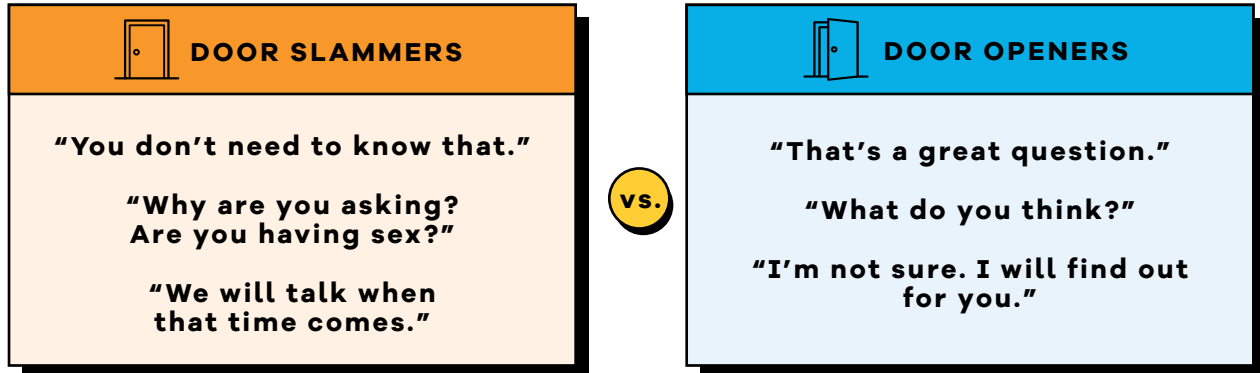 DOOR SLAMMERS
“You don’t need to know that.”
“Why are you asking?
Are you having sex?”
“We will talk when
that time comes.”
vs.
DOOR OPENERS
“That’s a great question.”
“What do you think?”
“I’m not sure. I will find out
for you.”